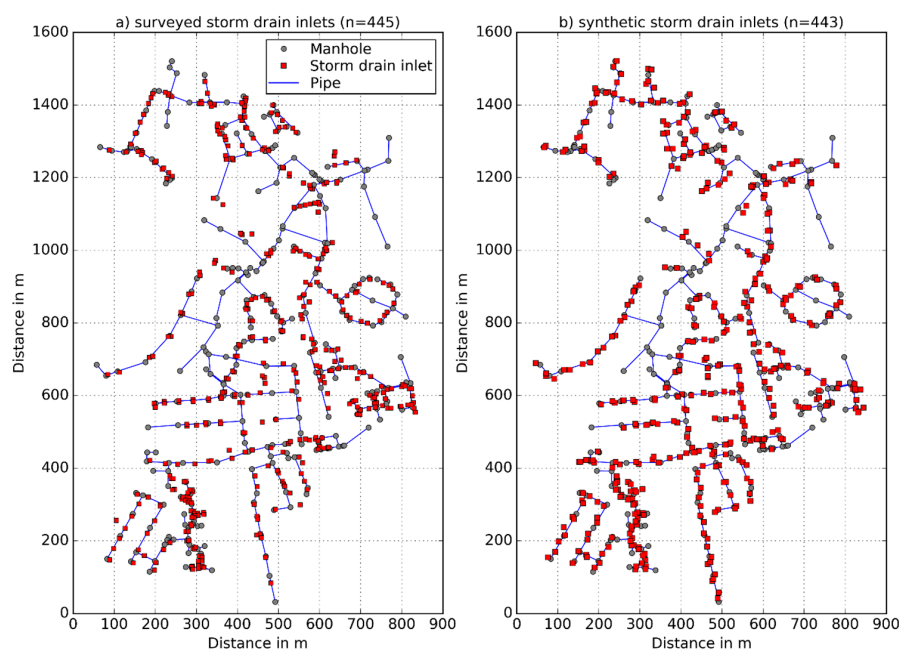 a) surveyed storm drain inlets (n=445)
1600
1400
1200
1000
800
600
400
200
0
Distance in m
Manhole
Storm drain inlet
Pipe
0 100 200 300 400 500 600 700 800
Distance in m
b) synthetic storm drain inlets (n=443)
1600
1400
1200
1000
800
600
400
200
0
Distance in m
0 100 200 300 400 500 600 700 800 900
Distance in m